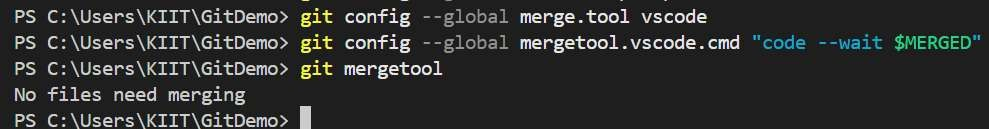 PS C:\Users\KIIT\GitDemo> git config --global merge.tool vscode
PS C:\Users\KIIT\GitDemo> git config --global mergetool.vscode.cmd "code --wait $MERGED"
PS C:\Users\KIIT\GitDemo> git mergetool
No files need merging
PS C:\Users\KIIT\GitDemo>